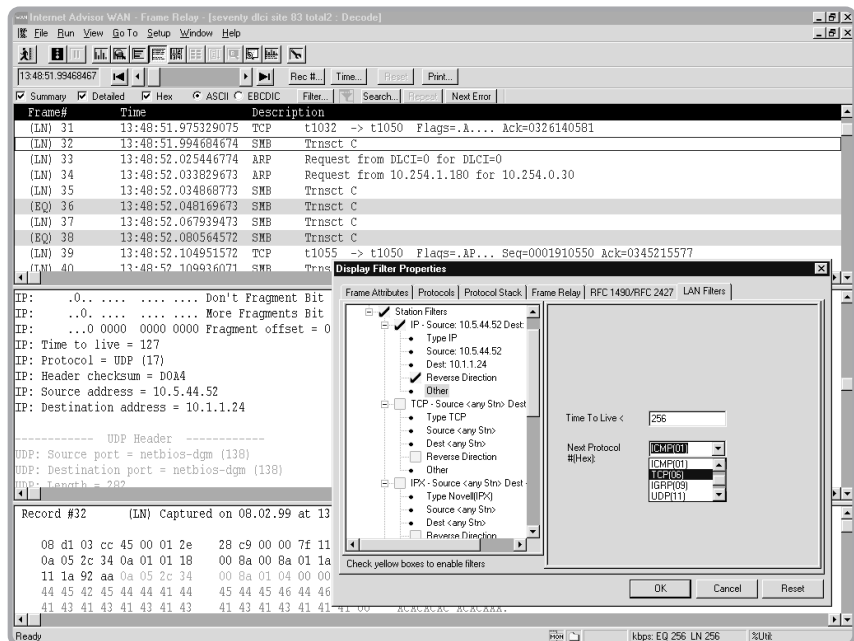 Internet Advisor WAN - Frame Relay - [seventy dlci site 83 total2 : Decode]
File Run View Go To Setup Window Help
13:48:51.99468467 Rec #... Time... Reset Print...
Summary Detailed Hex ASCII EBCDIC Filter... Search... Repeat Next Error
Frame# Time Description
(LN) 31 13:48:51.975329075 TCP t1032 -> t1050 Flags=.A.... Ack=0326140581
(LN) 32 13:48:51.994684674 SMB Trnsct C
(LN) 33 13:48:52.025446774 ARP Request from DLCI=0 for DLCI=0
(LN) 34 13:48:52.033829673 ARP Request from 10.254.1.180 for 10.254.0.30
(LN) 35 13:48:52.034868773 SMB Trnsct C
(EQ) 36 13:48:52.048169673 SMB Trnsct C
(LN) 37 13:48:52.067939473 SMB Trnsct C
(EQ) 38 13:48:52.080564572 SMB Trnsct C
(LN) 39 13:48:52.104951572 TCP t1055 -> t1050 Flags=.AP... Seq=0001910550 Ack=0345215577
(LN) 40 13:48:52.109936071 SMB Trns
IP: .0.. .... .... .... Don't Fragment Bit
IP: ..0. .... .... .... More Fragments Bit
IP: ...0 0000 0000 0000 Fragment offset = 0
IP: Time to live = 127
IP: Protocol = UDP (17)
IP: Header checksum = D0A4
IP: Source address = 10.5.44.52
IP: Destination address = 10.1.1.24
------------ UDP Header ------------
UDP: Source port = netbios-dgm (138)
UDP: Destination port = netbios-dgm (138)
UDP: Length = 282
Record #32 (LN) Captured on 08.02.99 at 13
08 d1 03 cc 45 00 01 2e 28 c9 00 00 7f 11
0a 05 2c 34 0a 01 01 18 00 8a 00 8a 01 1a
11 1a 92 aa 0a 05 2c 34 00 8a 01 04 00 00
44 45 42 45 44 44 41 44 45 44 45 46 44 46
41 43 41 43 41 43 41 43 41 43 41 43 41 41 41 00 ACACACAC ACACAAA.
Display Filter Properties
Frame Attributes Protocols Protocol Stack Frame Relay RFC 1490/RFC 2427 LAN Filters
Station Filters
IP - Source: 10.5.44.52 Dest:
Type IP
Source: 10.5.44.52
Dest: 10.1.1.24
Reverse Direction
Other
TCP - Source <any Stn> Dest
Type TCP
Source <any Stn>
Dest <any Stn>
Reverse Direction
Other
IPX - Source <any Stn> Dest -
Type Novell(IPX)
Source <any Stn>
Dest <any Stn>
Reverse Direction
Time To Live < 256
Next Protocol #(Hex): ICMP(01)
ICMP(01)
TCP(06)
IGRP(09)
UDP(11)
Check yellow boxes to enable filters
OK Cancel Reset
Ready MON kbps: EQ 256 LN 256 %Util: